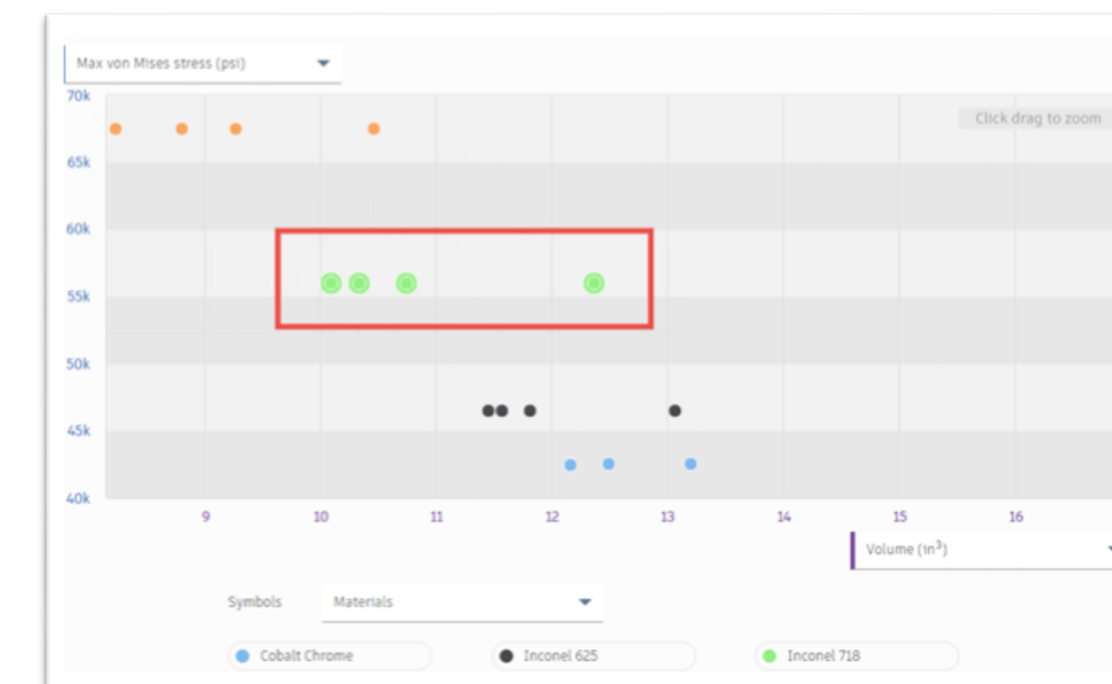 Max von Mises stress (psi)
70k
Click drag to zoom
65k
60k
55k
50k
45k
40k
9 10 11 12 13 14 15 16
Volume (in³)
Symbols Materials
Cobalt Chrome Inconel 625 Inconel 718